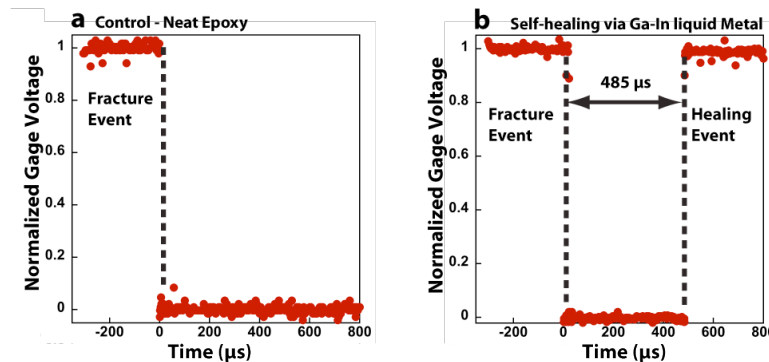 a Control - Neat Epoxy
Normalized Gage Voltage
1
0.8
0.6
0.4
0.2
0
Fracture
Event
-200 0 200 400 600 800
Time (µs)
b Self-healing via Ga-In liquid Metal
Normalized Gage Voltage
1
0.8
0.6
0.4
0.2
0
485 µs
Fracture
Event
Healing
Event
-200 0 200 400 600 800
Time (µs)